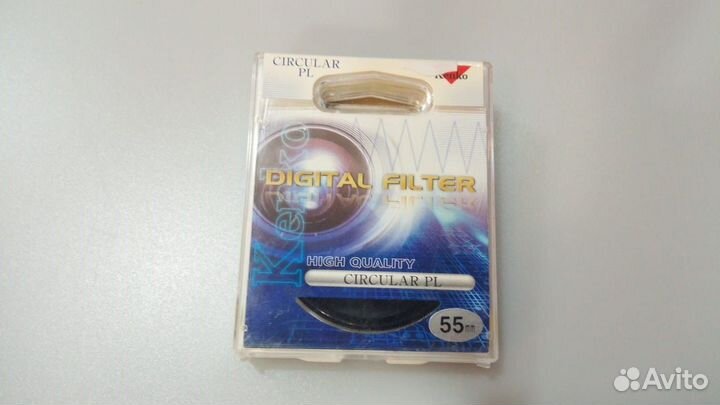 CIRCULAR
PL
Kenko
Kenko
DIGITAL FILTER
HIGH QUALITY
CIRCULAR PL
55mm
Avito